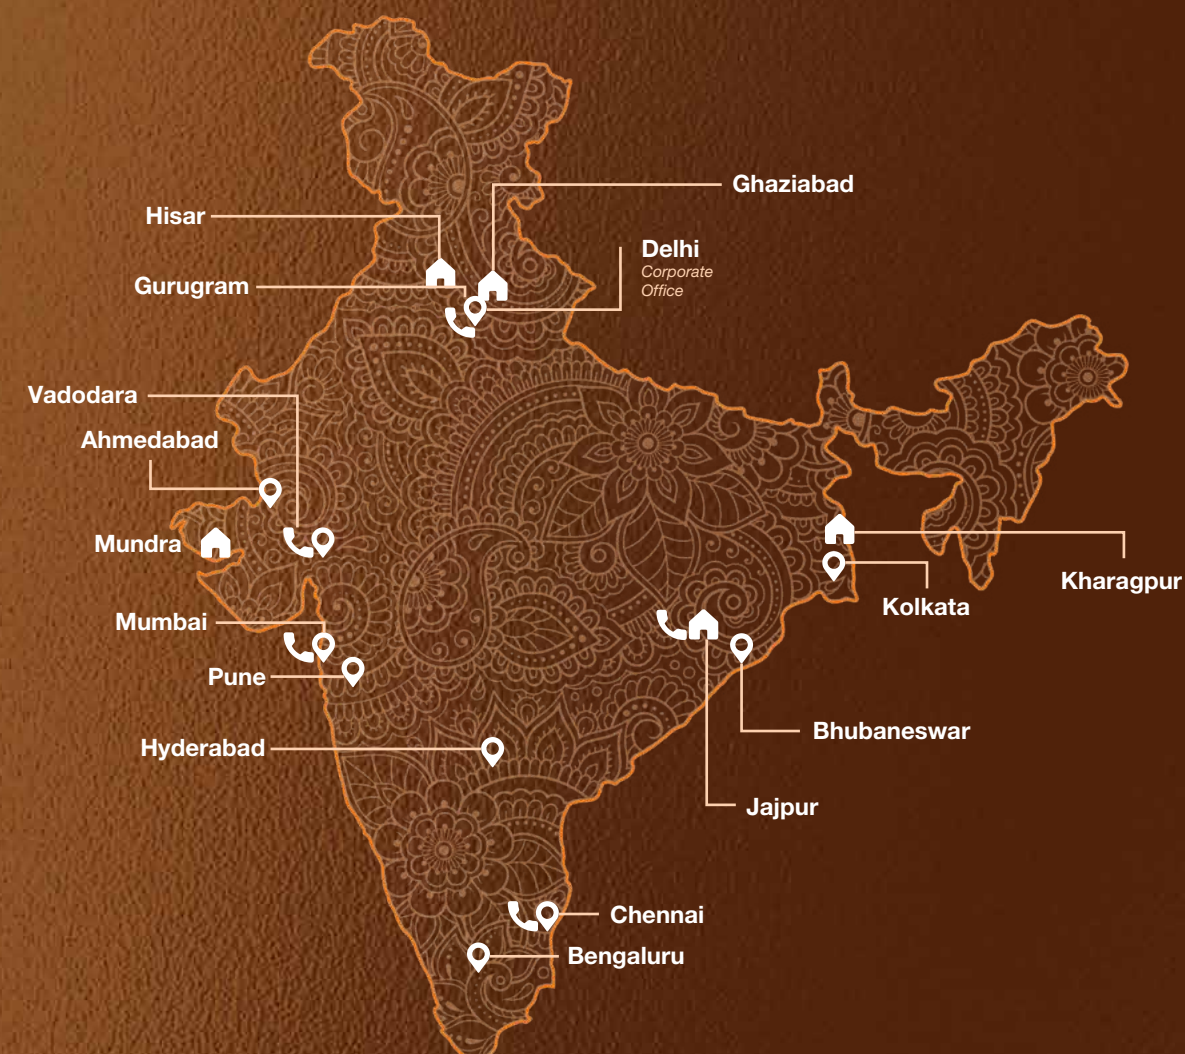 Ghaziabad
Hisar
Delhi
Corporate
Office
Gurugram
Vadodara
Ahmedabad
Mundra
Kharagpur
Kolkata
Mumbai
Pune
Bhubaneswar
Hyderabad
Jajpur
Chennai
Bengaluru